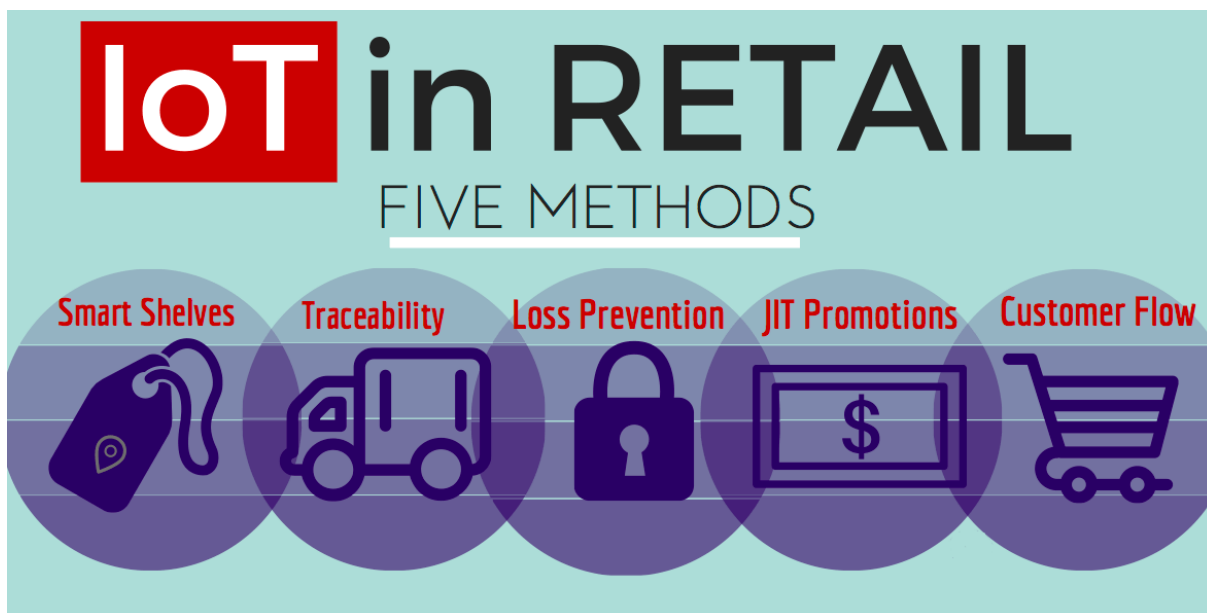 IoT in RETAIL
FIVE METHODS
Smart Shelves
Traceability
Loss Prevention
JIT Promotions
Customer Flow
$